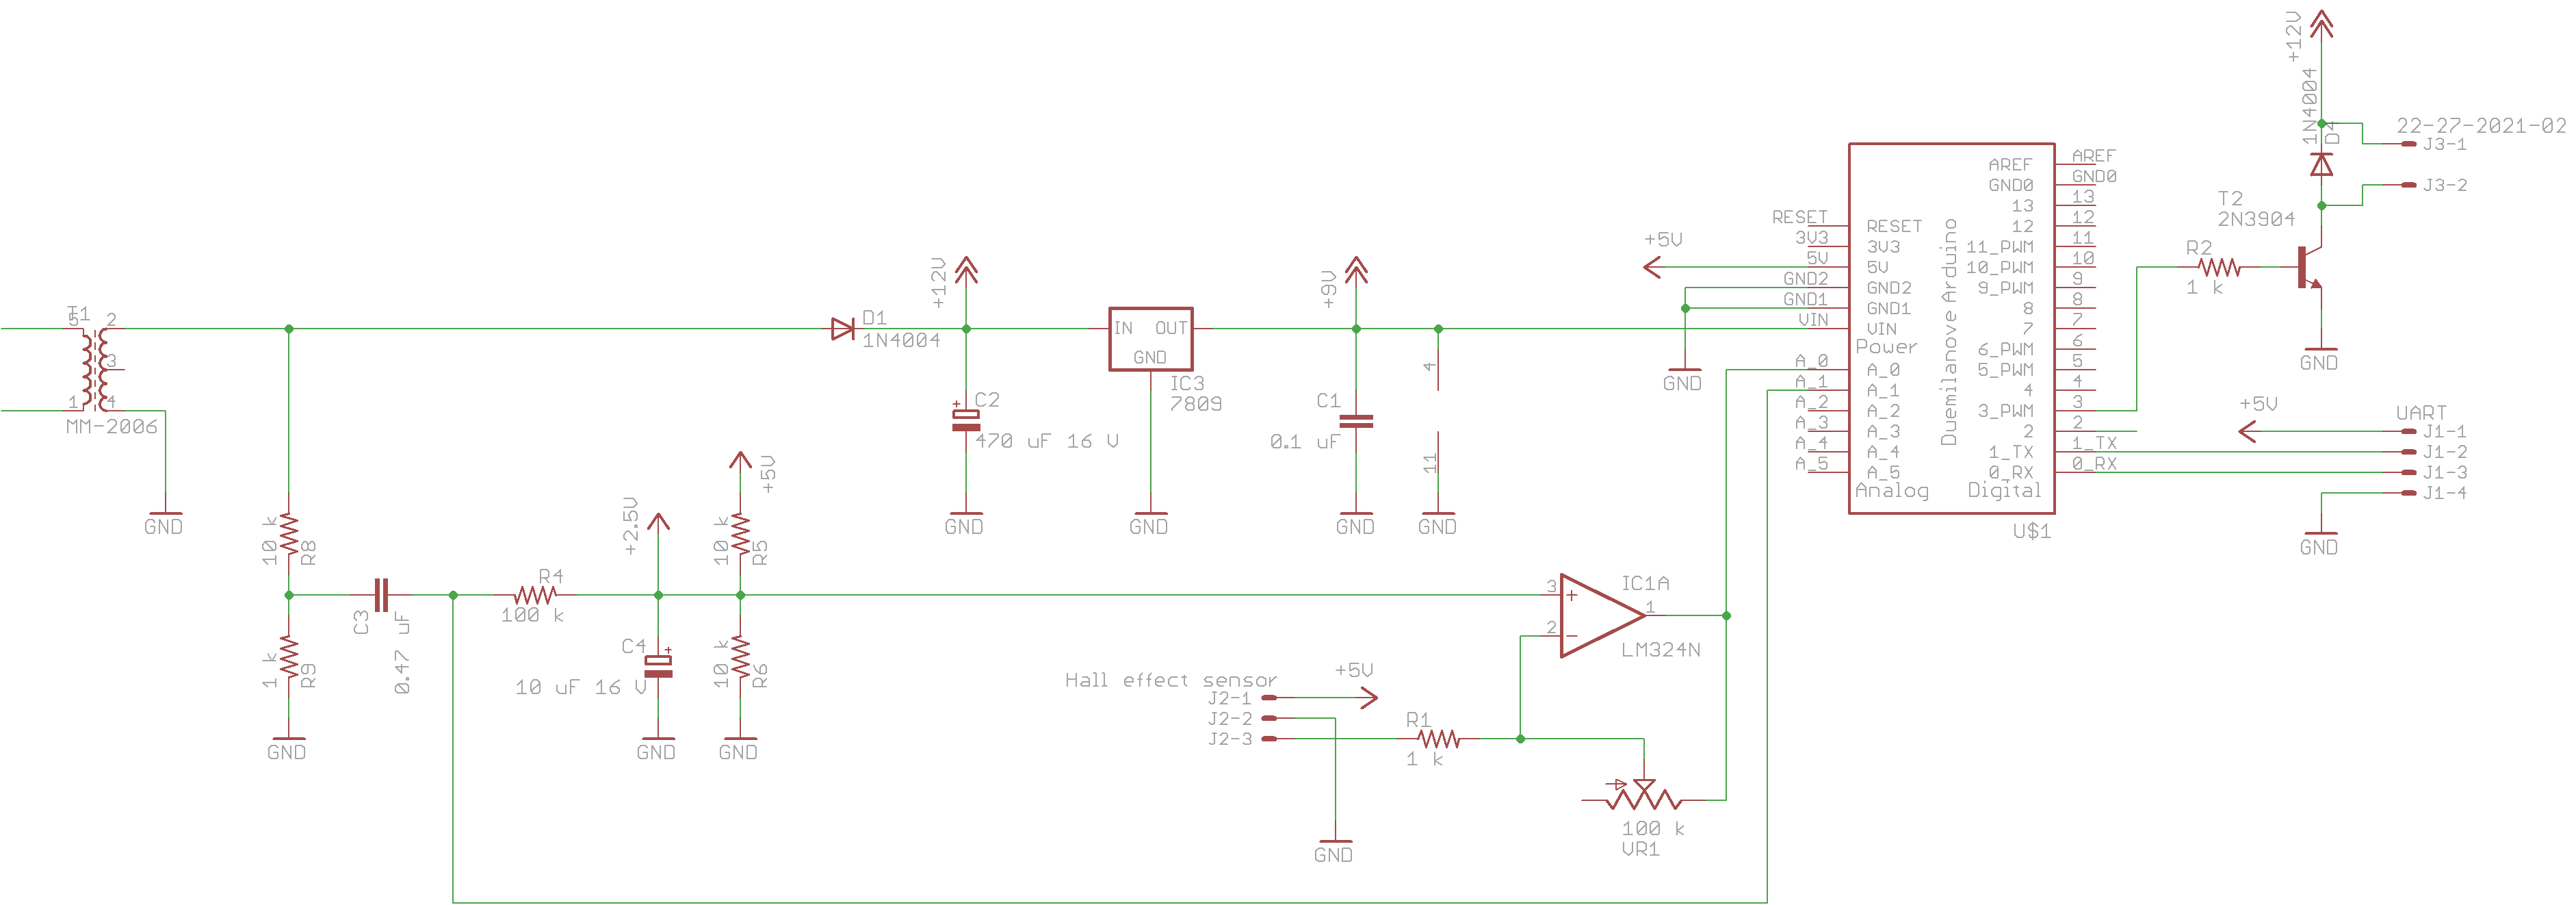 T1
5
2
3
1
4
MM-2006
GND
10 k
R8
1 k
R9
GND
C3
0.47 uF
R4
100 k
+2.5V
C4
10 uF 16 V
GND
+5V
10 k
R5
10 k
R6
GND
D1
1N4004
+12V
C2
470 uF 16 V
GND
IN
OUT
GND
IC3
7809
GND
+9V
C1
0.1 uF
GND
4
11
GND
Hall effect sensor
J2-1
J2-2
J2-3
+5V
GND
R1
1 k
3
2
1
IC1A
LM324N
100 k
VR1
+5V
GND
RESET
3V3
5V
GND2
GND1
VIN
A_0
A_1
A_2
A_3
A_4
A_5
RESET
3V3
5V
GND2
GND1
VIN
Power
A_0
A_1
A_2
A_3
A_4
A_5
Analog
Duemilanove Arduino
AREF
GND0
13
12
11_PWM
10_PWM
9_PWM
8
7
6_PWM
5_PWM
4
3_PWM
2
1_TX
0_RX
Digital
AREF
GND0
13
12
11
10
9
8
7
6
5
4
3
2
1_TX
0_RX
U$1
R2
1 k
T2
2N3904
GND
+12V
1N4004
D4
22-27-2021-02
J3-1
J3-2
+5V
UART
J1-1
J1-2
J1-3
J1-4
GND